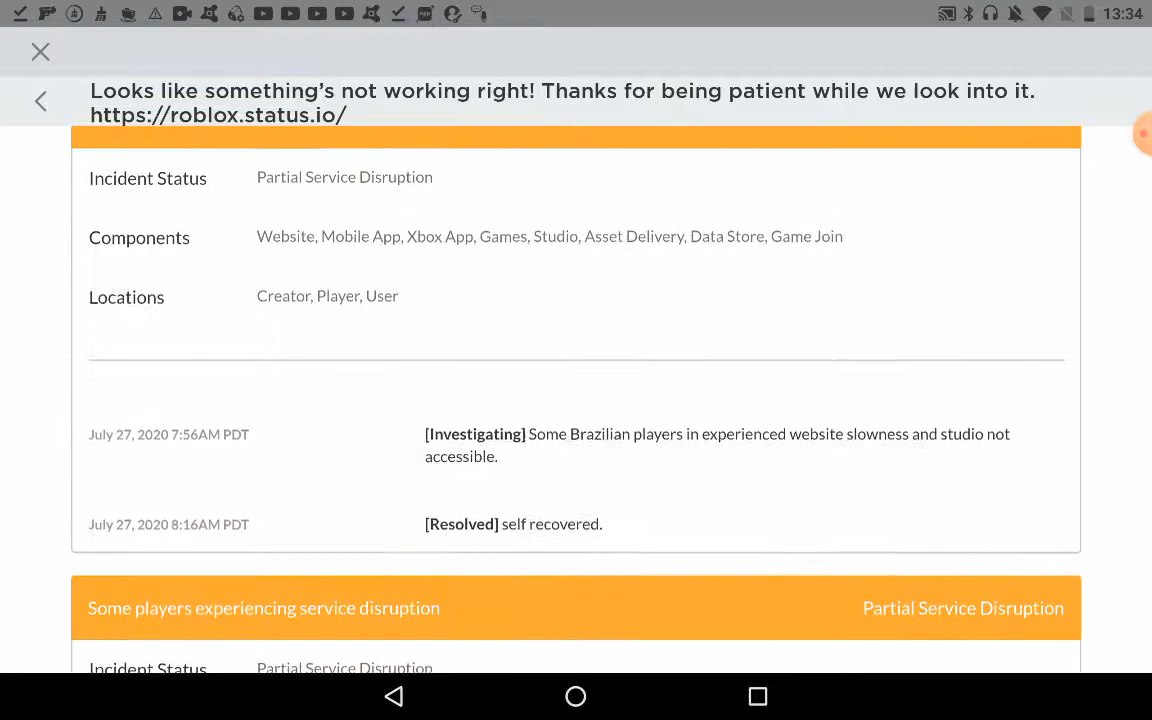 13:34
Looks like something’s not working right! Thanks for being patient while we look into it.
https://roblox.status.io/
Incident Status Partial Service Disruption
Components Website, Mobile App, Xbox App, Games, Studio, Asset Delivery, Data Store, Game Join
Locations Creator, Player, User
July 27, 2020 7:56AM PDT [Investigating] Some Brazilian players in experienced website slowness and studio not
accessible.
July 27, 2020 8:16AM PDT [Resolved] self recovered.
Some players experiencing service disruption Partial Service Disruption
Incident Status Partial Service Disruption